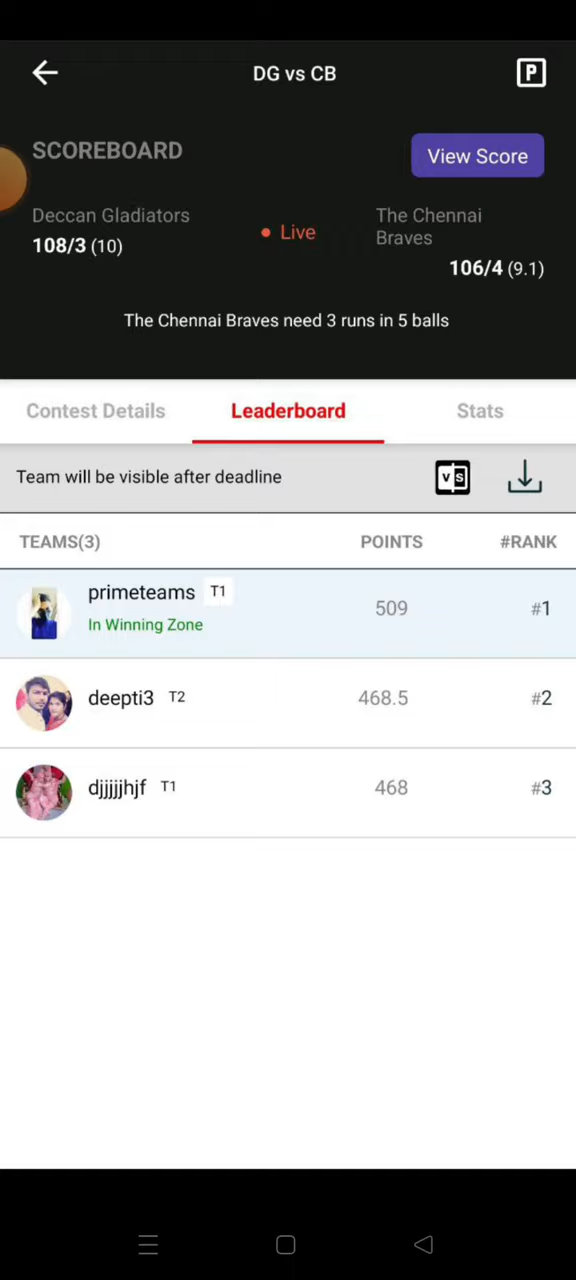 DG vs CB
P
SCOREBOARD
View Score
Deccan Gladiators
108/3 (10)
Live
The Chennai
Braves
106/4 (9.1)
The Chennai Braves need 3 runs in 5 balls
Contest Details
Leaderboard
Stats
Team will be visible after deadline
VS
TEAMS(3)
POINTS
#RANK
primeteams T1
In Winning Zone
509
#1
deepti3 T2
468.5
#2
djjjjjhjf T1
468
#3